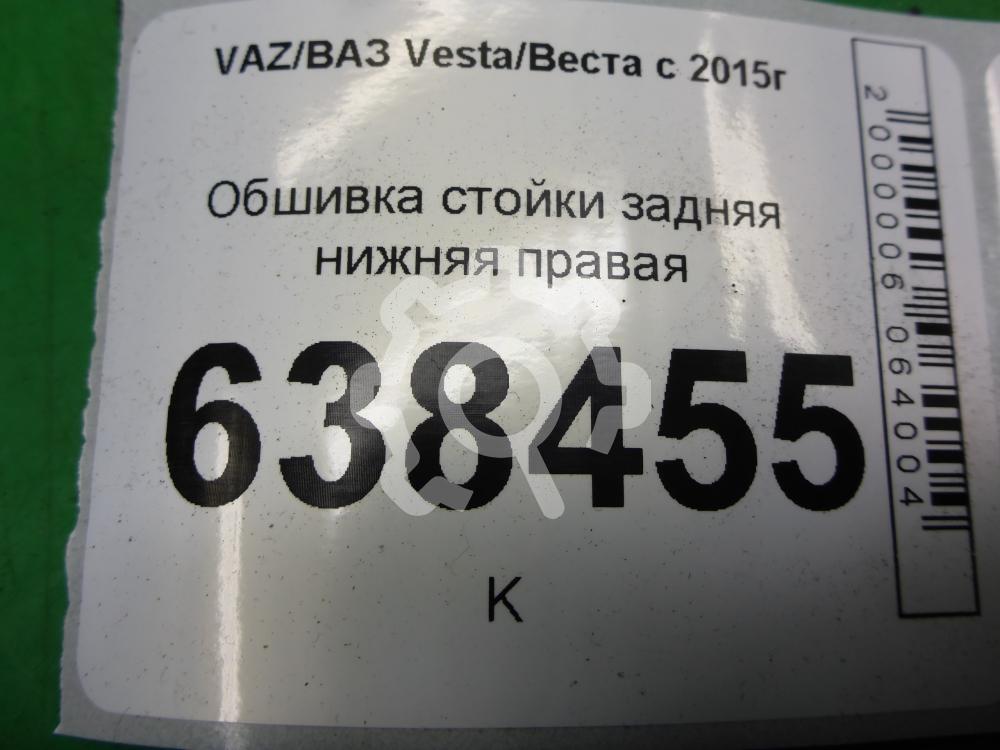 VAZ/ВАЗ Vesta/Веста с 2015г
Обшивка стойки задняя
нижняя правая
638455
К
2000006064004